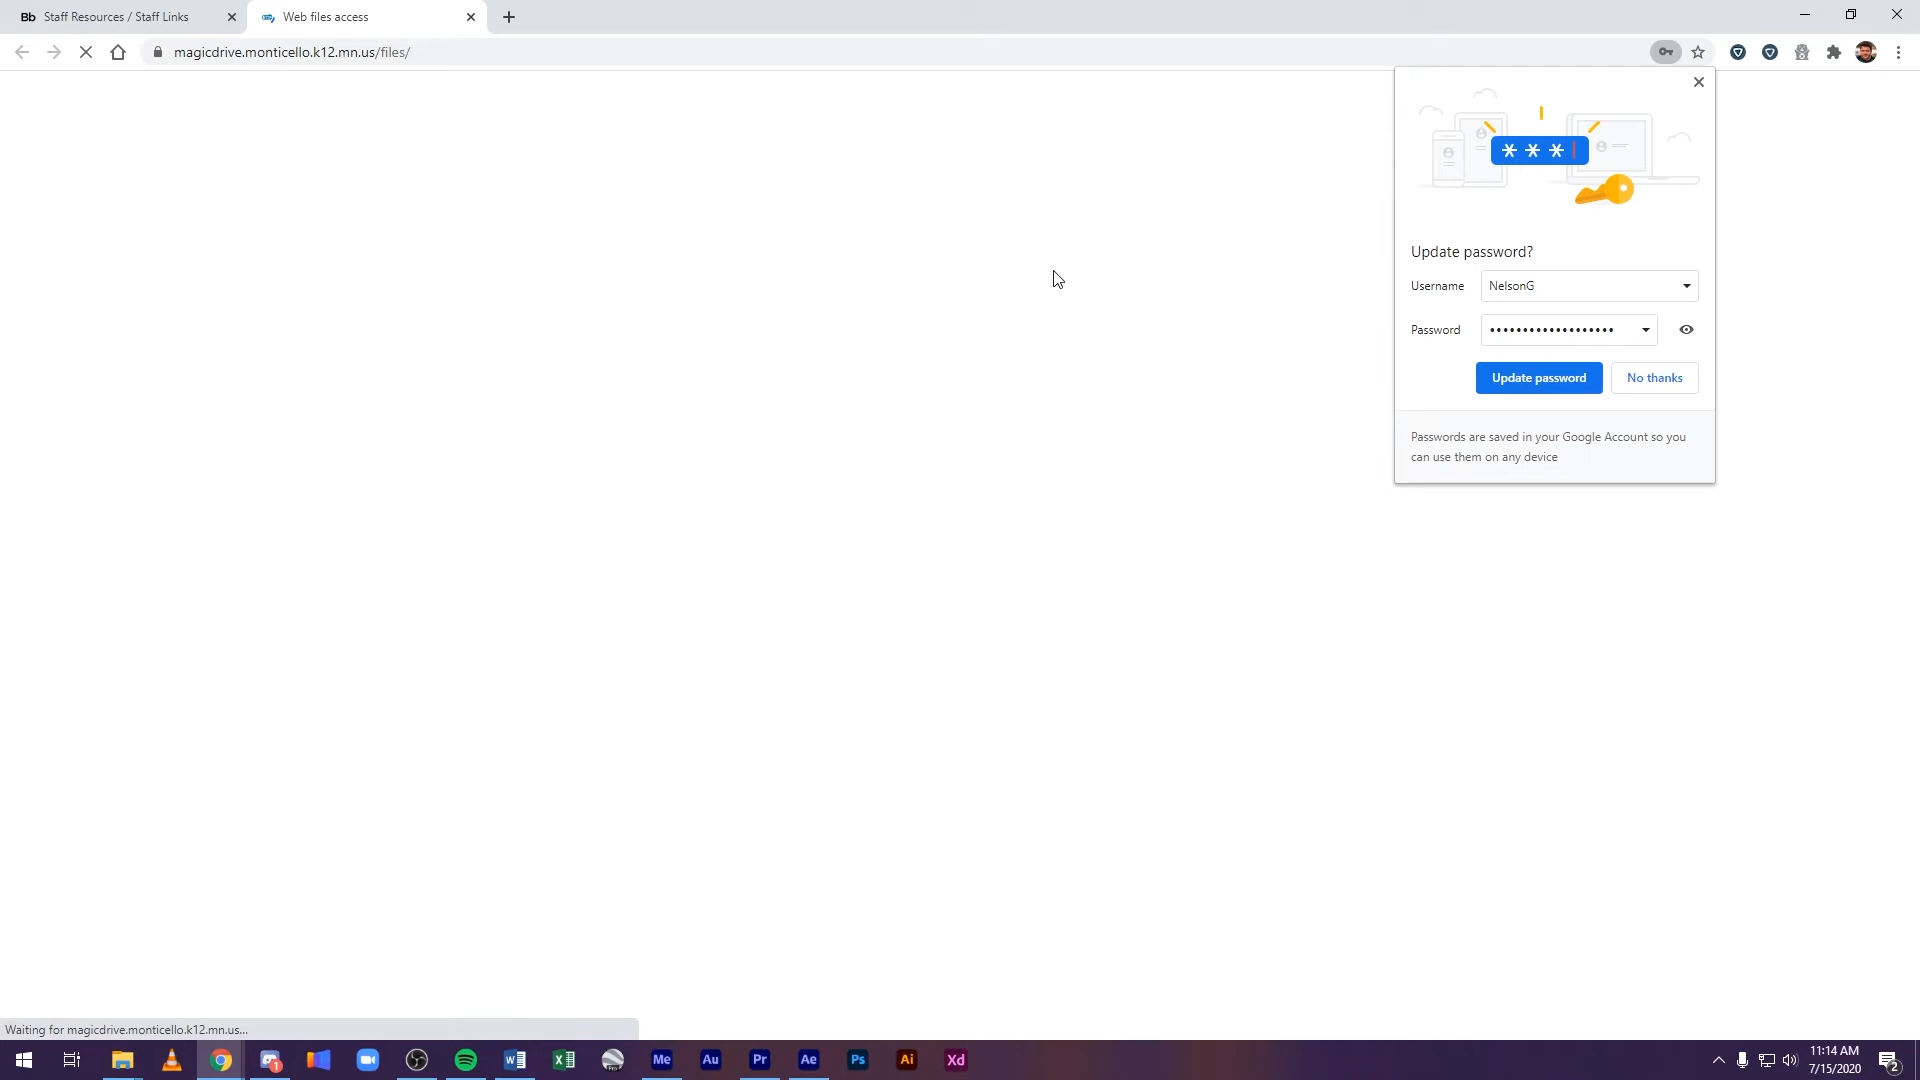 Bb Staff Resources / Staff Links
Web files access
magicdrive.monticello.k12.mn.us/files/
* * *
Update password?
Username NelsonG
Password •••••••••••••••••••
Update password No thanks
Passwords are saved in your Google Account so you
can use them on any device
Waiting for magicdrive.monticello.k12.mn.us...
1 Pro Me Au Pr Ae Ps Ai Xd
11:14 AM
7/15/2020
2